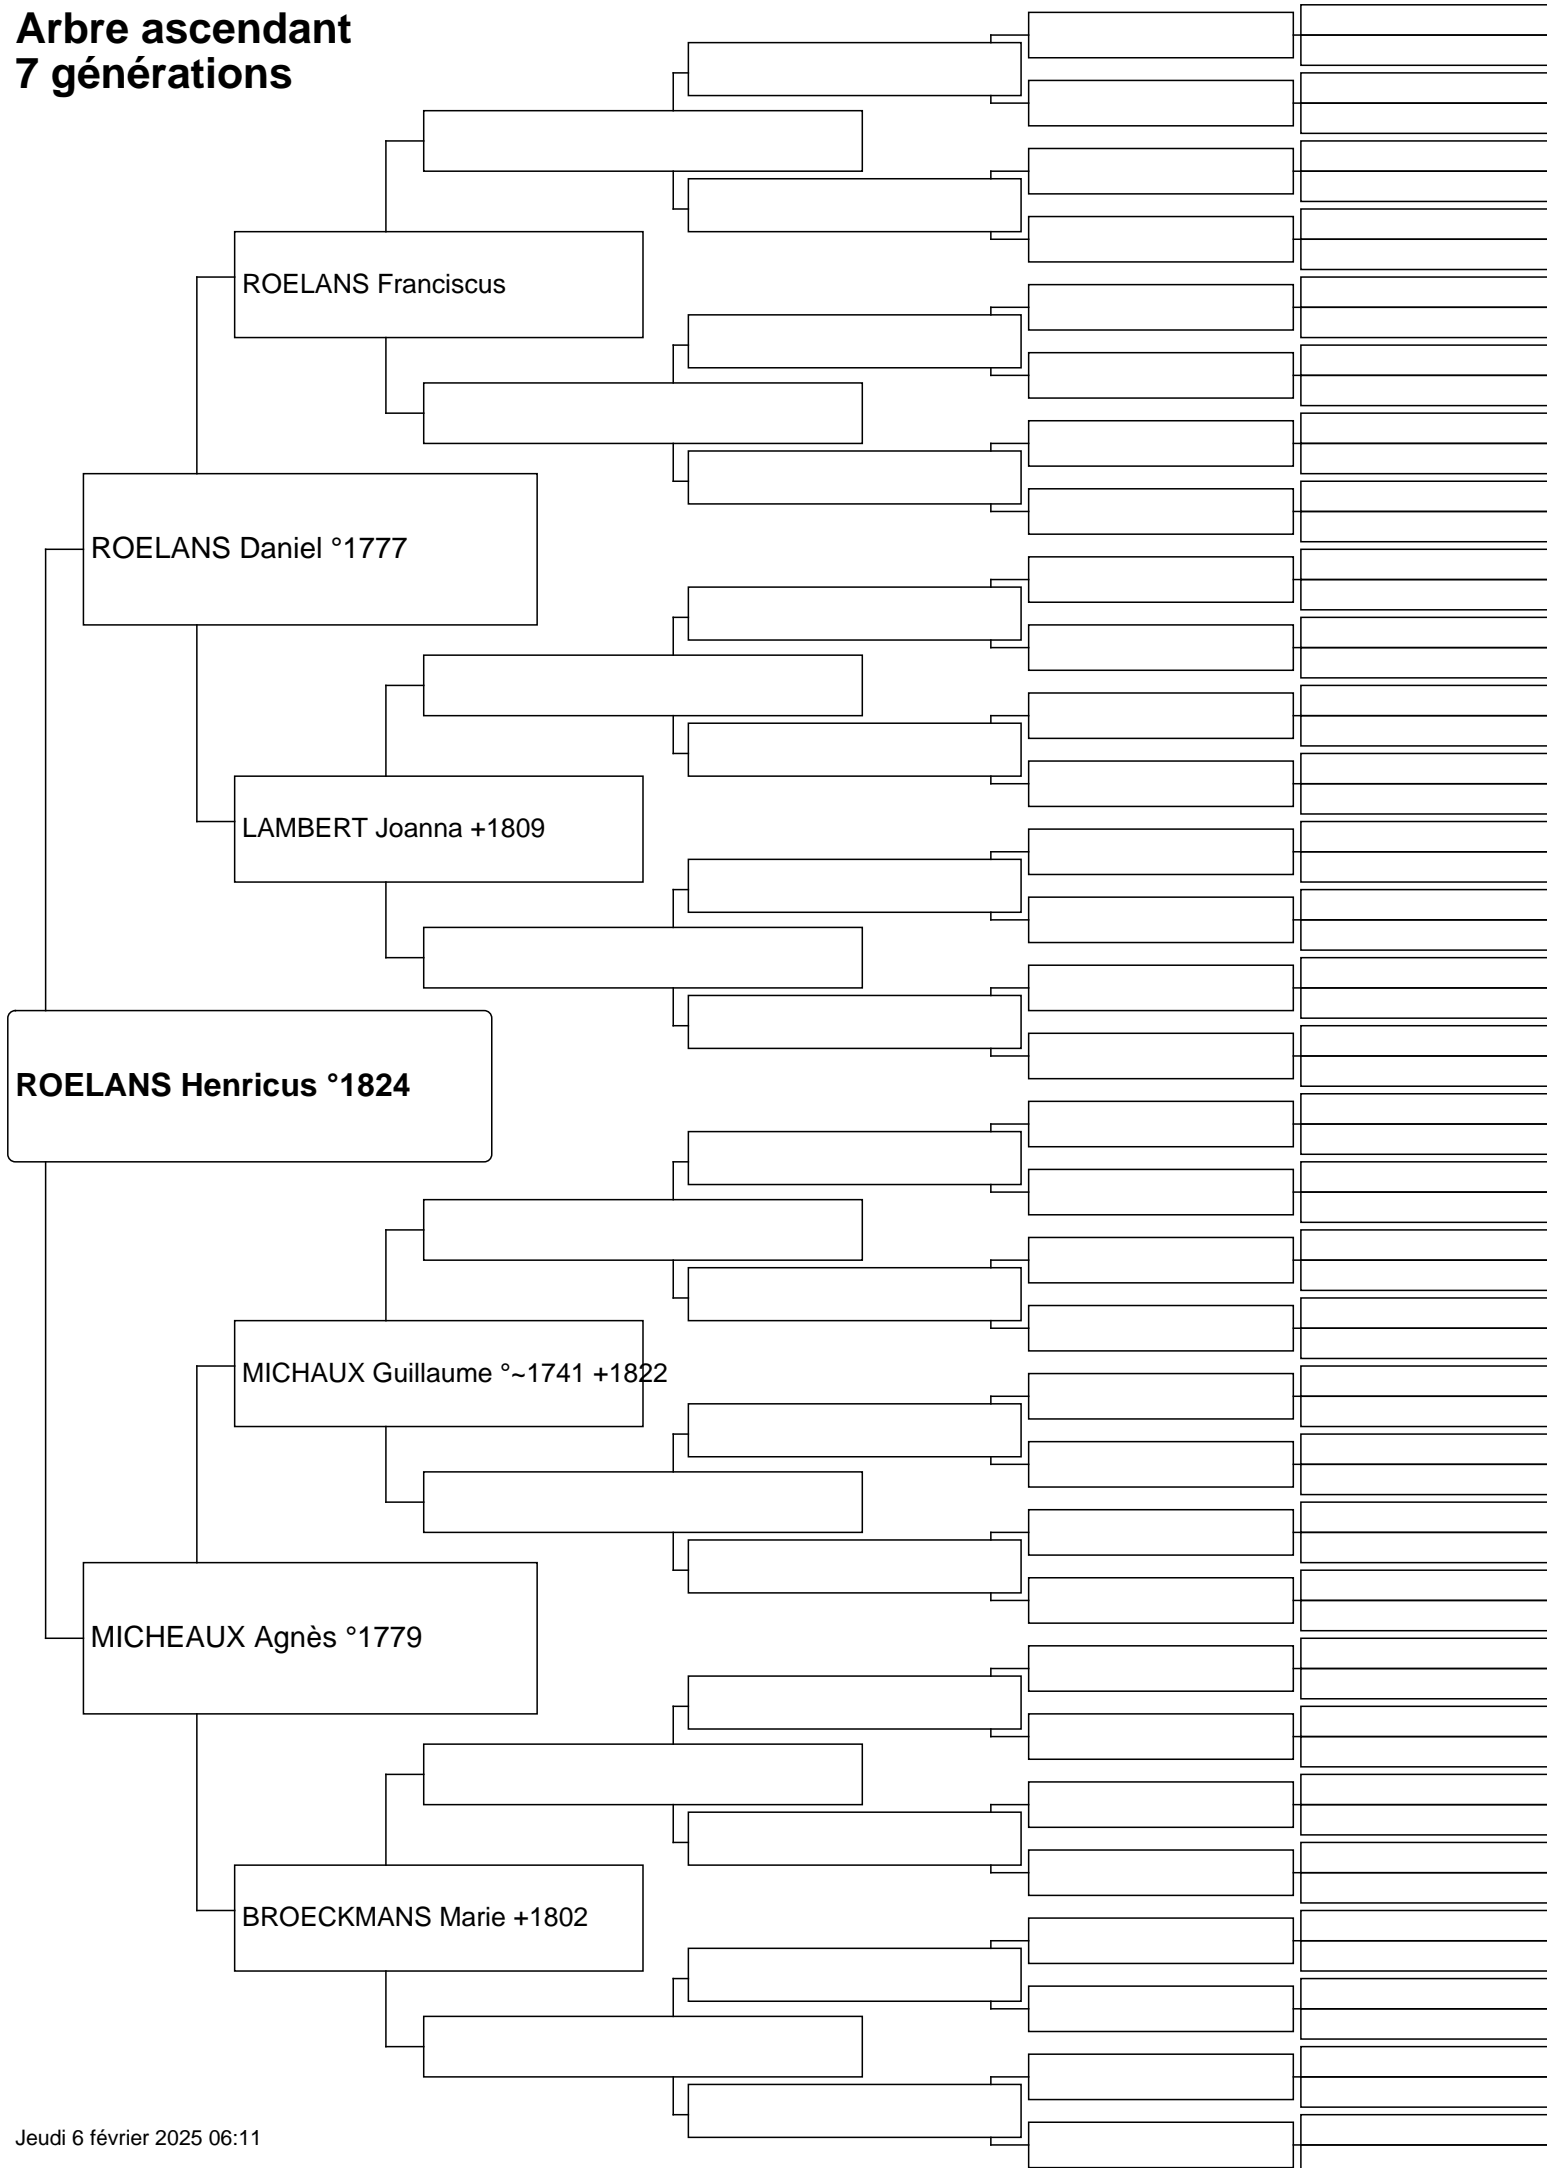 Arbre ascendant
7 générations
ROELANS Franciscus
ROELANS Daniel °1777
LAMBERT Joanna +1809
ROELANS Henricus °1824
MICHAUX Guillaume °~1741 +1822
MICHEAUX Agnès °1779
BROECKMANS Marie +1802
Jeudi 6 février 2025 06:11